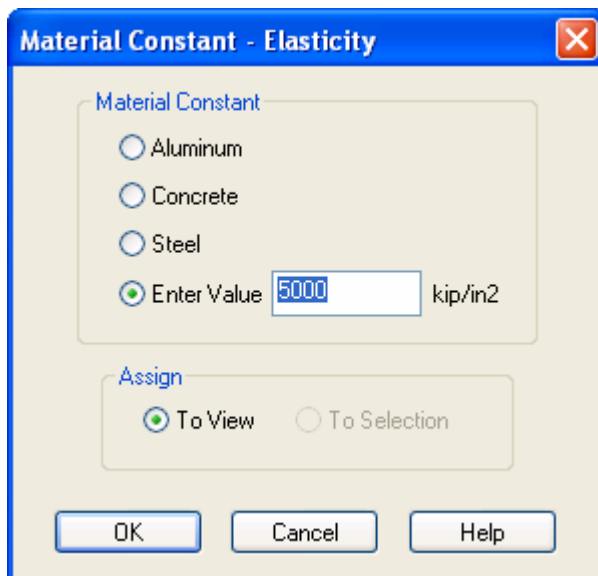 Material Constant - Elasticity
Material Constant
Aluminum
Concrete
Steel
Enter Value 5000 kip/in2
Assign
To View To Selection
OK Cancel Help